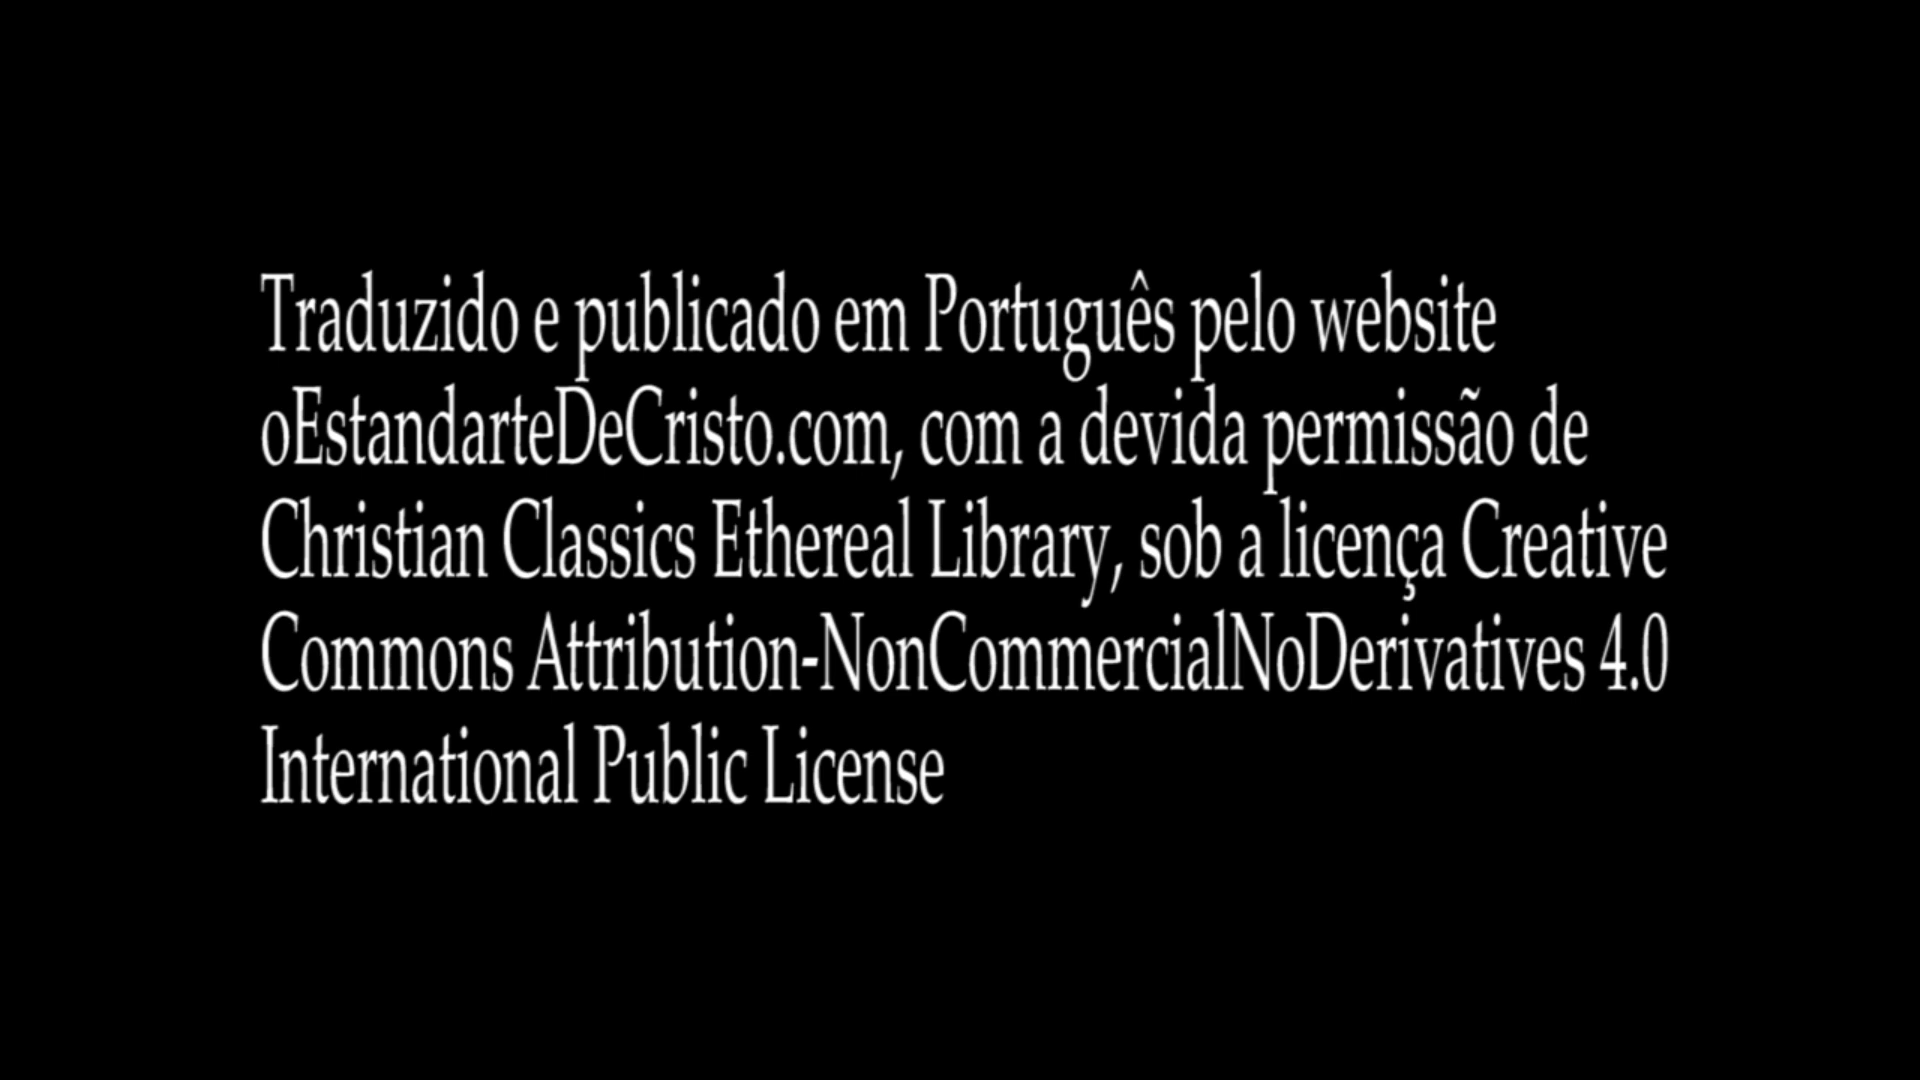 Traduzido e publicado em Português pelo website
oEstandarteDeCristo.com, com a devida permissão de
Christian Classics Ethereal Library, sob a licença Creative
Commons Attribution-NonCommercialNoDerivatives 4.0
International Public License